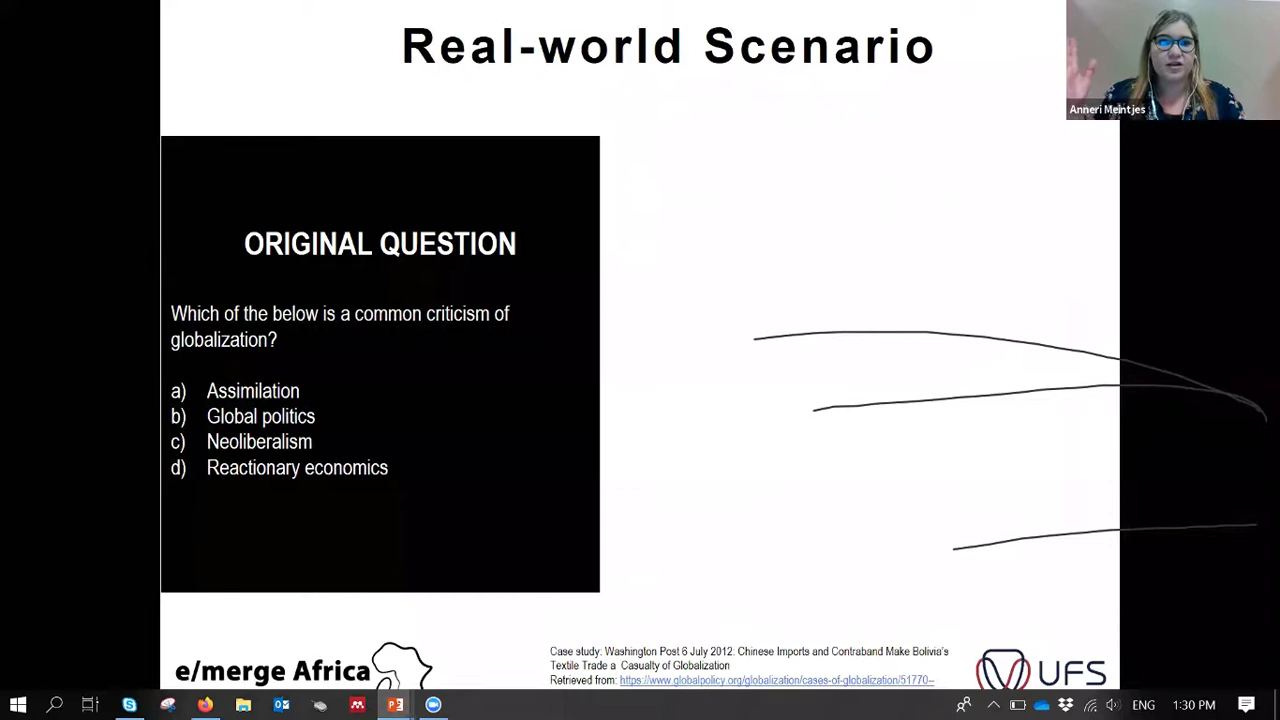 Real-world Scenario
Anneri Meintjes
ORIGINAL QUESTION
Which of the below is a common criticism of
globalization?
a) Assimilation
b) Global politics
c) Neoliberalism
d) Reactionary economics
e/merge Africa
Case study: Washington Post 6 July 2012: Chinese Imports and Contraband Make Bolivia's
Textile Trade a Casualty of Globalization
Retrieved from: https://www.globalpolicy.org/globalization/cases-of-globalization/51770--
UFS
ENG
1:30 PM